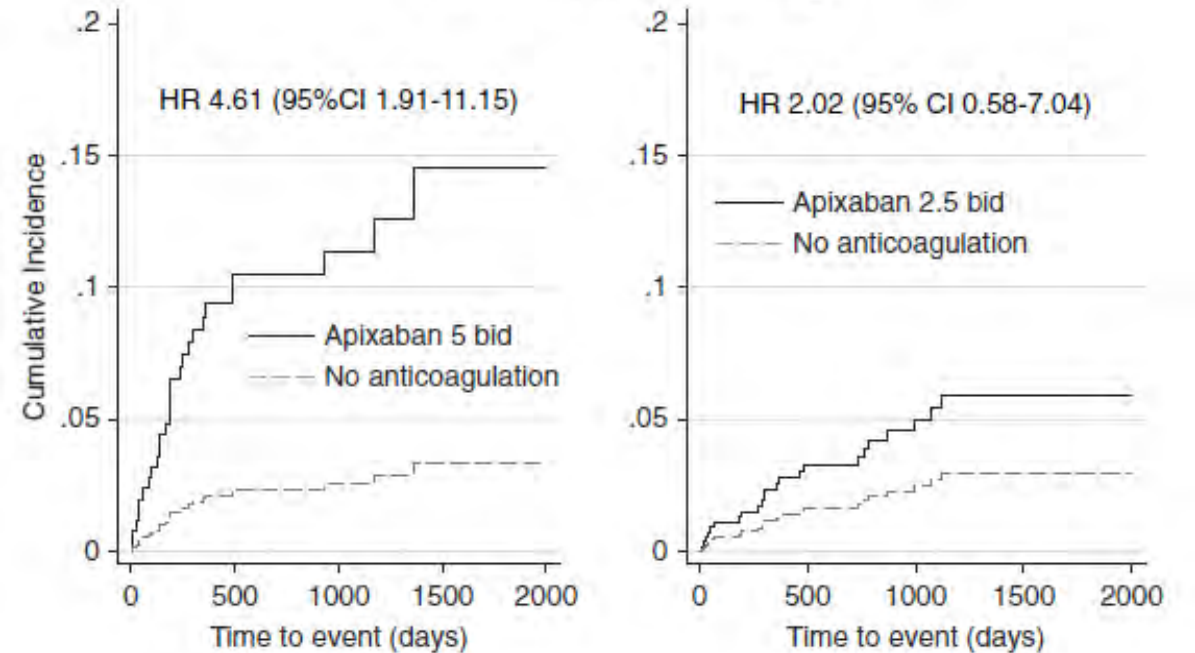 .2
HR 4.61 (95%CI 1.91-11.15)
.15
.1
Apixaban 5 bid
No anticoagulation
.05
0
Cumulative Incidence
0 500 1000 1500 2000
Time to event (days)
.2
HR 2.02 (95% CI 0.58-7.04)
.15
Apixaban 2.5 bid
No anticoagulation
.1
.05
0
0 500 1000 1500 2000
Time to event (days)